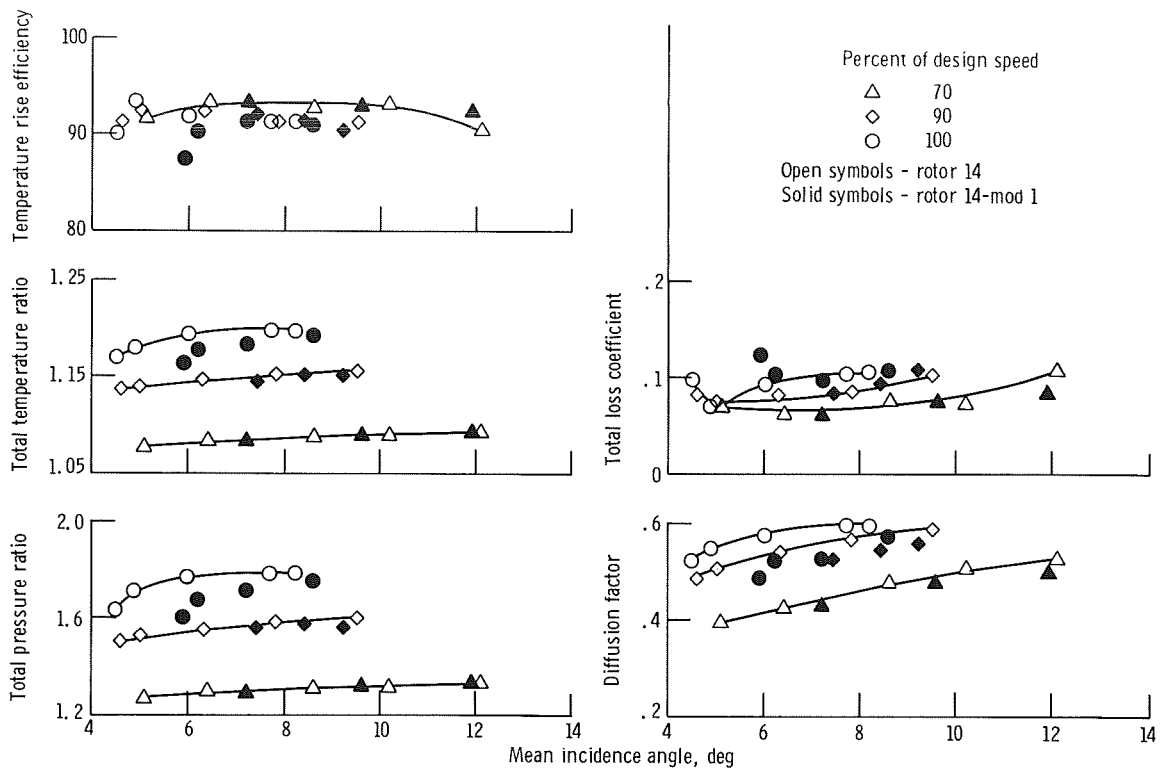 Temperature rise efficiency
100
90
80
Percent of design speed
70
90
100
Open symbols - rotor 14
Solid symbols - rotor 14-mod 1
Total temperature ratio
1.25
1.15
1.05
Total loss coefficient
.2
.1
0
Total pressure ratio
2.0
1.6
1.2
4 6 8 10 12 14
Diffusion factor
.6
.4
.2
4 6 8 10 12 14
Mean incidence angle, deg